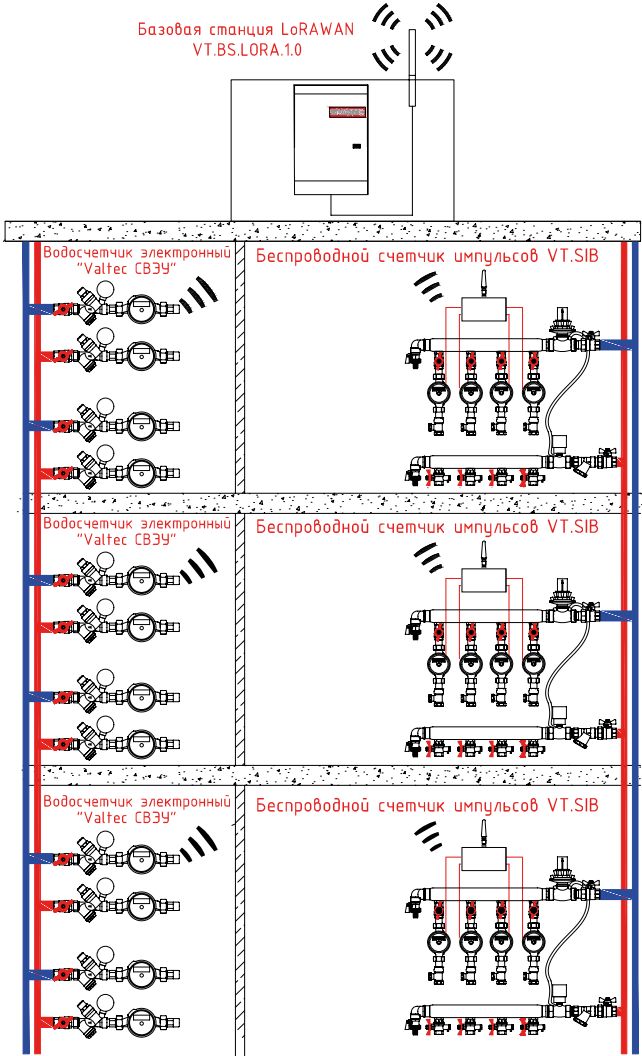 Базовая станция LoRAWAN
VT.BS.LORA.1.0
Водосчетчик электронный
"Valtec СВЭУ"
Беспроводной счетчик импульсов VT.SIB
Водосчетчик электронный
"Valtec СВЭУ"
Беспроводной счетчик импульсов VT.SIB
Водосчетчик электронный
"Valtec СВЭУ"
Беспроводной счетчик импульсов VT.SIB